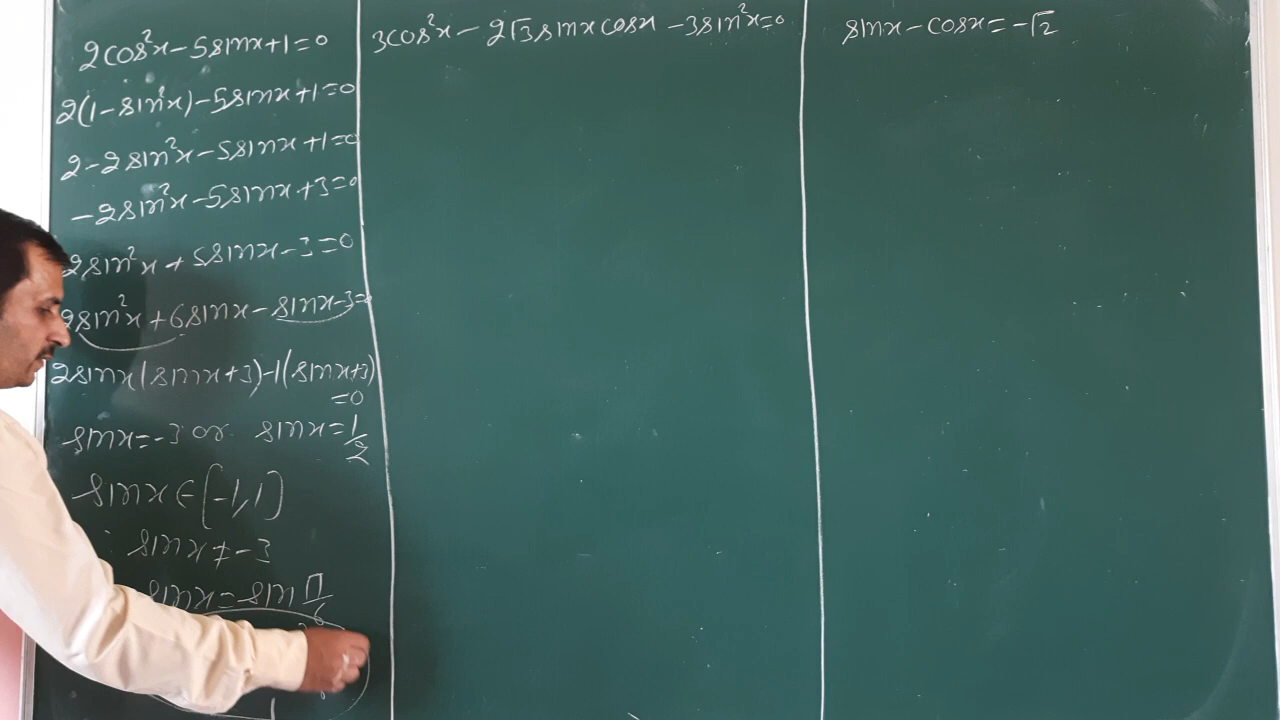 2cos²x - 5sinx + 1 = 0
2(1 - sin²x) - 5sinx + 1 = 0
2 - 2sin²x - 5sinx + 1 = 0
-2sin²x - 5sinx + 3 = 0
2sin²x + 5sinx - 3 = 0
2sin²x + 6sinx - sinx - 3 = 0
2sinx(sinx + 3) - 1(sinx + 3)
= 0
sinx = -3 or sinx = 1/2
sinx ∈ [-1, 1]
sinx ≠ -3
sinx = sin π/6
3cos²x - 2√3 sinx cosx - 3sin²x = 0
sinx - cosx = -√2